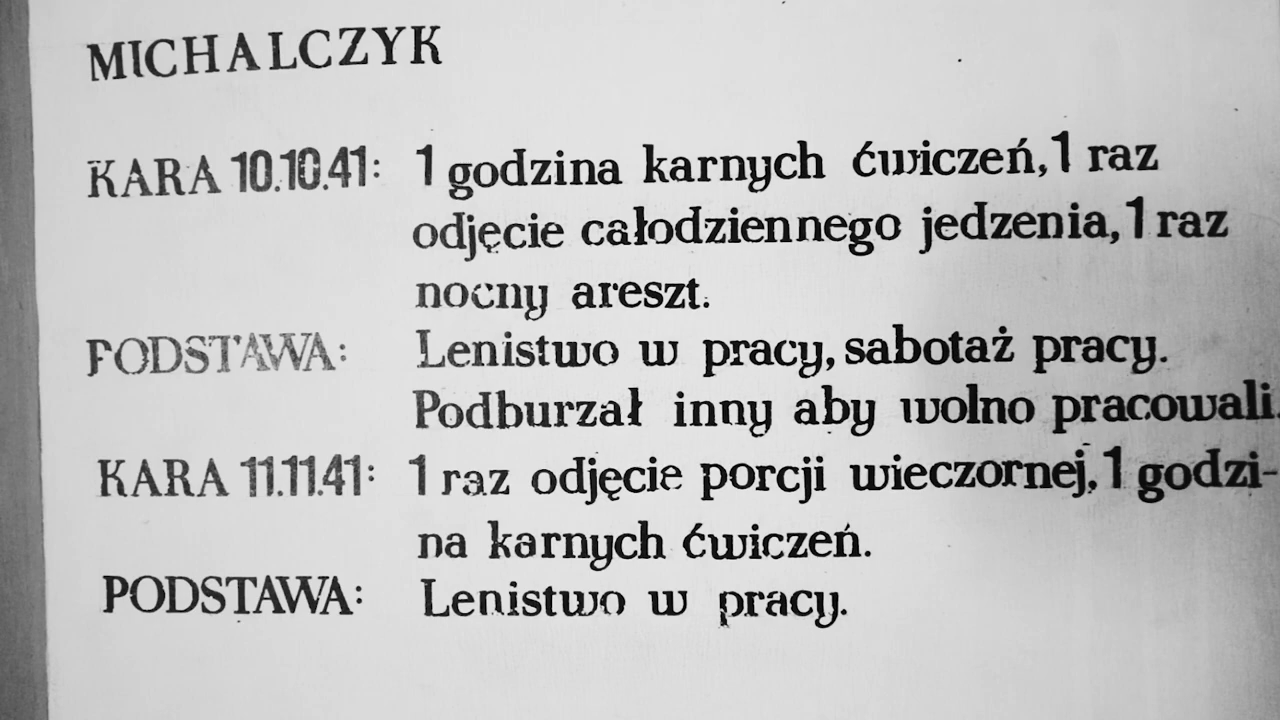 MICHALCZYK
KARA 10.10.41: 1 godzina karnych ćwiczeń, 1 raz
odjęcie całodziennego jedzenia, 1 raz
nocny areszt.
PODSTAWA: Lenistwo w pracy, sabotaż pracy.
Podburzał inny aby wolno pracowali
KARA 11.11.41: 1 raz odjęcie porcji wieczornej, 1 godzi-
na karnych ćwiczeń.
PODSTAWA: Lenistwo w pracy.